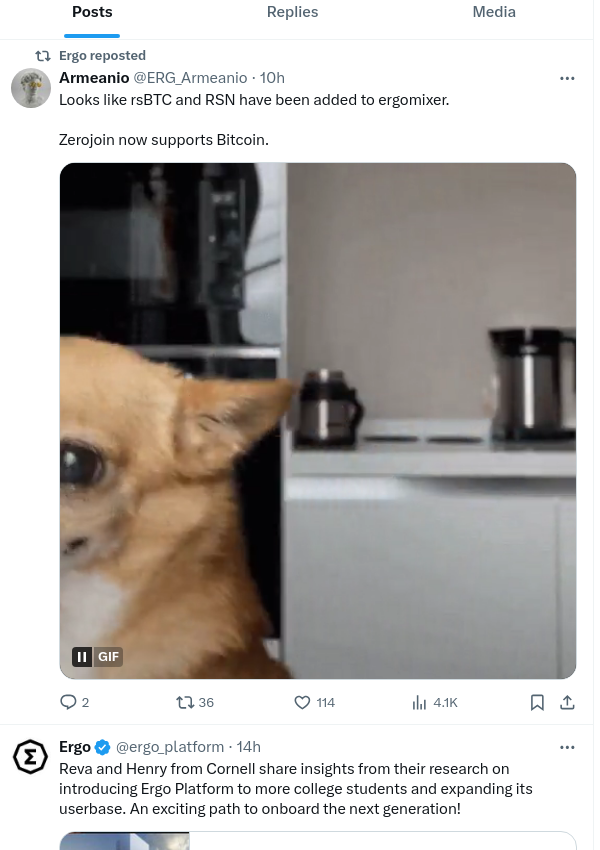 Posts Replies Media
Ergo reposted
Armeanio @ERG_Armeanio · 10h
Looks like rsBTC and RSN have been added to ergomixer.
Zerojoin now supports Bitcoin.
GIF
2 36 114 4.1K
Ergo @ergo_platform · 14h
Reva and Henry from Cornell share insights from their research on
introducing Ergo Platform to more college students and expanding its
userbase. An exciting path to onboard the next generation!